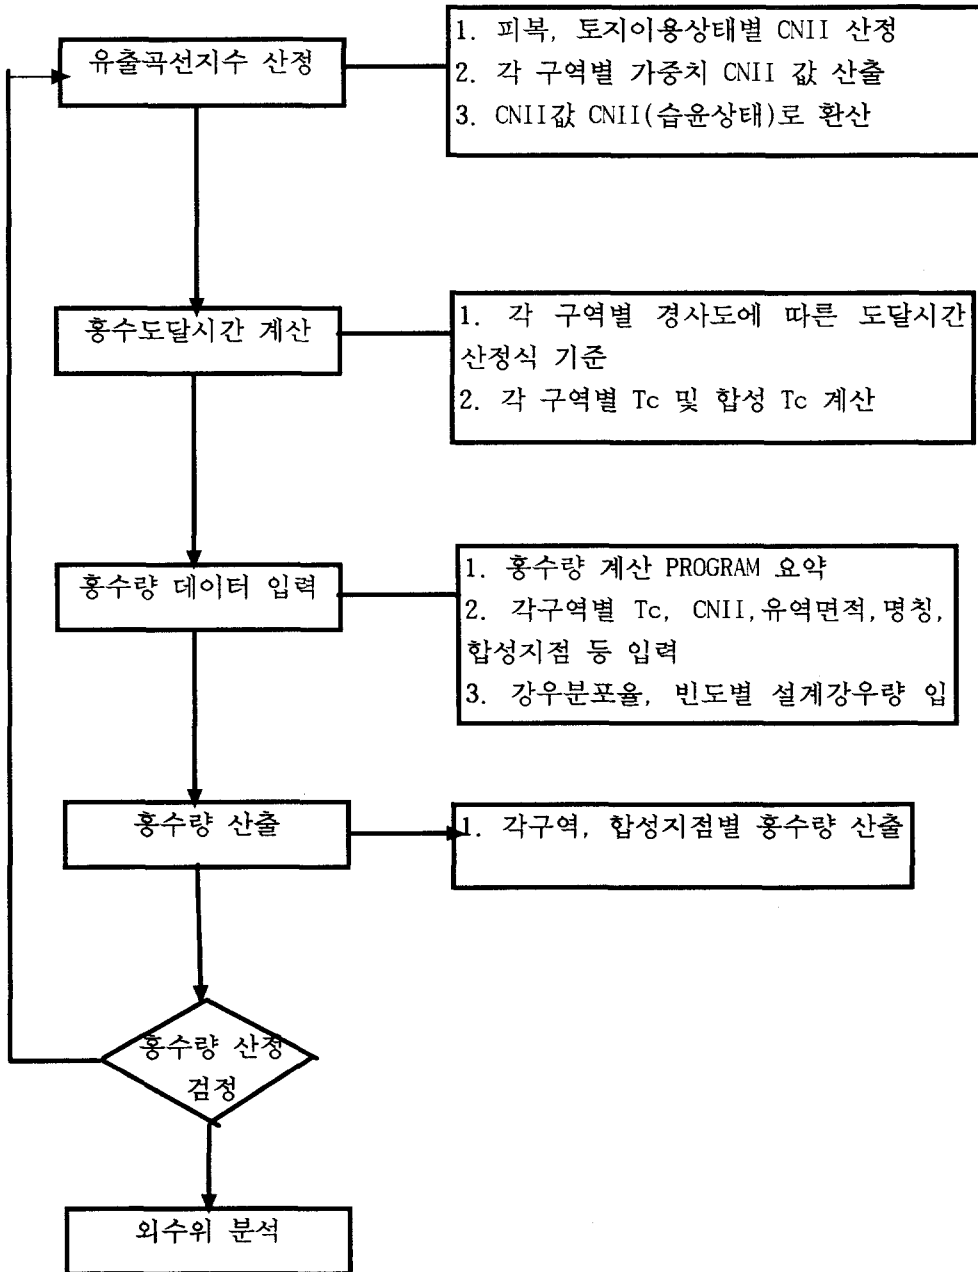 유출곡선지수 산정
1. 피복, 토지이용상태별 CNII 산정
2. 각 구역별 가중치 CNII 값 산출
3. CNII값 CNII(습윤상태)로 환산
홍수도달시간 계산
1. 각 구역별 경사도에 따른 도달시간
산정식 기준
2. 각 구역별 Tc 및 합성 Tc 계산
홍수량 데이터 입력
1. 홍수량 계산 PROGRAM 요약
2. 각구역별 Tc, CNII,유역면적,명칭,
합성지점 등 입력
3. 강우분포율, 빈도별 설계강우량 입
홍수량 산출
1. 각구역, 합성지점별 홍수량 산출
홍수량 산정
검정
외수위 분석